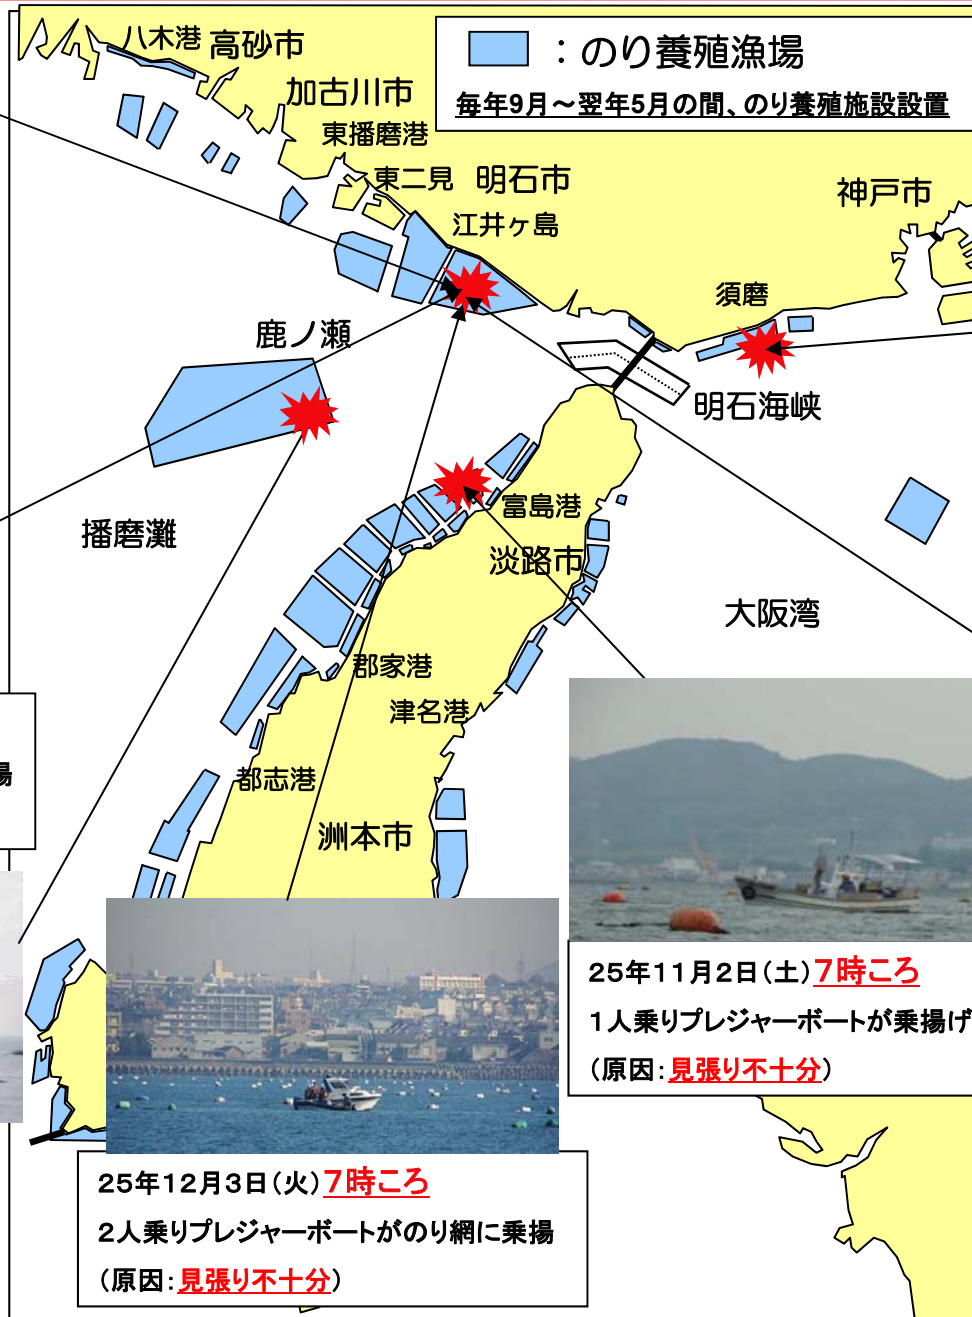 ：のり養殖漁場
毎年9月～翌年5月の間、のり養殖施設設置
八木港
高砂市
加古川市
東播磨港
東二見
明石市
江井ヶ島
神戸市
須磨
鹿ノ瀬
明石海峡
播磨灘
富島港
淡路市
大阪湾
郡家港
津名港
都志港
洲本市
場
25年11月2日（土）7時ころ
1人乗りプレジャーボートが乗揚げ
（原因：見張り不十分）
25年12月3日（火）7時ころ
2人乗りプレジャーボートがのり網に乗揚
（原因：見張り不十分）